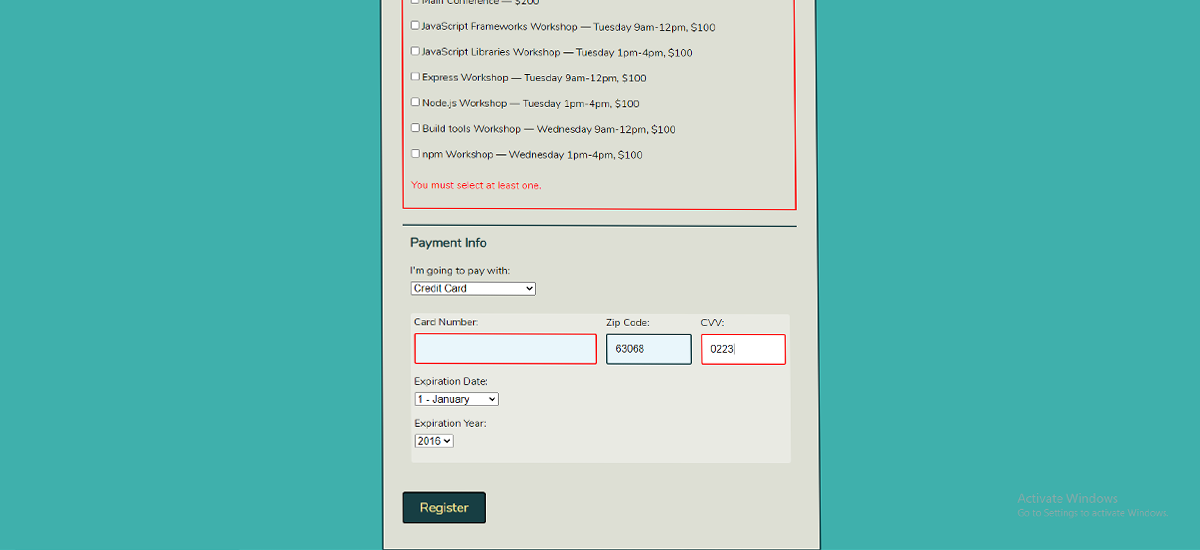 Main Conference — $200
JavaScript Frameworks Workshop — Tuesday 9am-12pm, $100
JavaScript Libraries Workshop — Tuesday 1pm-4pm, $100
Express Workshop — Tuesday 9am-12pm, $100
Node.js Workshop — Tuesday 1pm-4pm, $100
Build tools Workshop — Wednesday 9am-12pm, $100
npm Workshop — Wednesday 1pm-4pm, $100
You must select at least one.
Payment Info
I'm going to pay with:
Credit Card
Card Number: Zip Code: CVV:
63068 0223
Expiration Date:
1 - January
Expiration Year:
2016
Register
Activate Windows
Go to Settings to activate Windows.